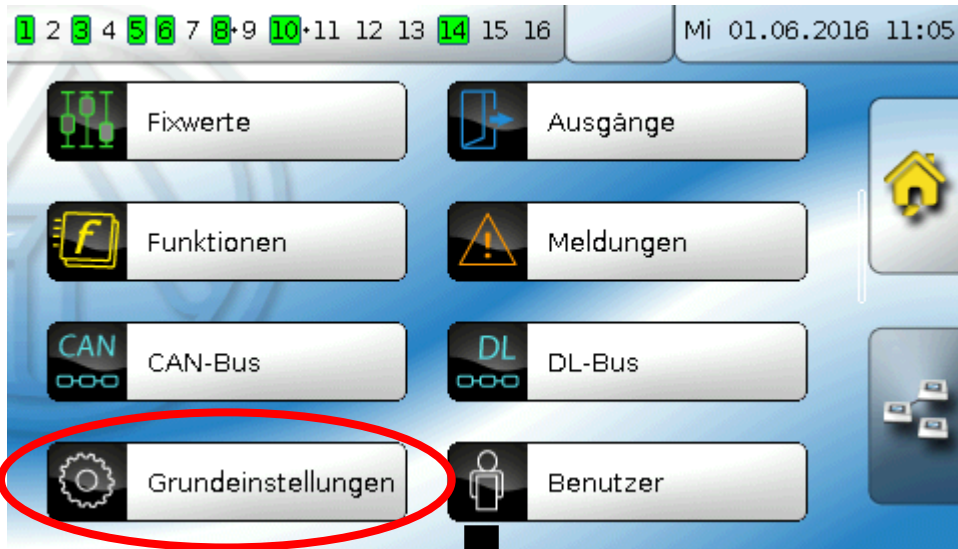 1 2 3 4 5 6 7 8+9 10+11 12 13 14 15 16 Mi 01.06.2016 11:05
Fixwerte Ausgänge
Funktionen Meldungen
CAN CAN-Bus DL DL-Bus
Grundeinstellungen Benutzer